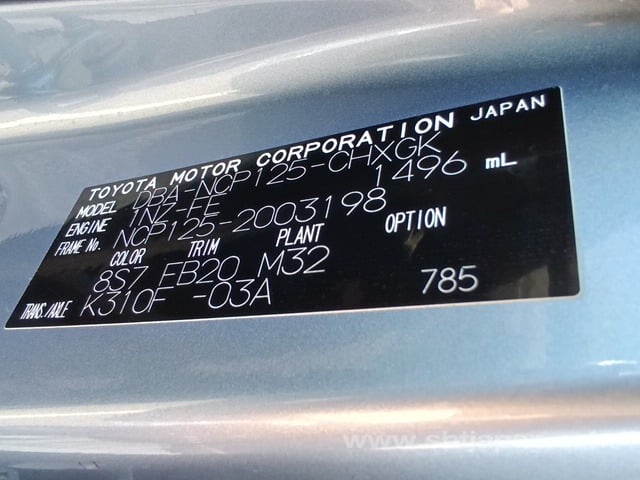 TOYOTA MOTOR CORPORATION JAPAN
MODEL DBA-NCP125-CHXGK
ENGINE 1NZ-FE 1496 mL
FRAME No. NCP125-2003198
COLOR TRIM PLANT OPTION
8S7 FB20 M32
TRANS./AXLE K310F -03A 785